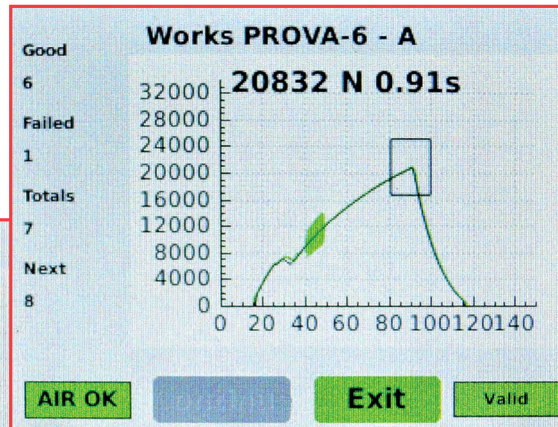 Works PROVA-6 - A
Good
6
Failed
1
Totals
7
Next
8
20832 N 0.91s
32000
28000
24000
20000
16000
12000
8000
4000
0
0 20 40 60 80 100 120 140
AIR OK
Exit
Valid